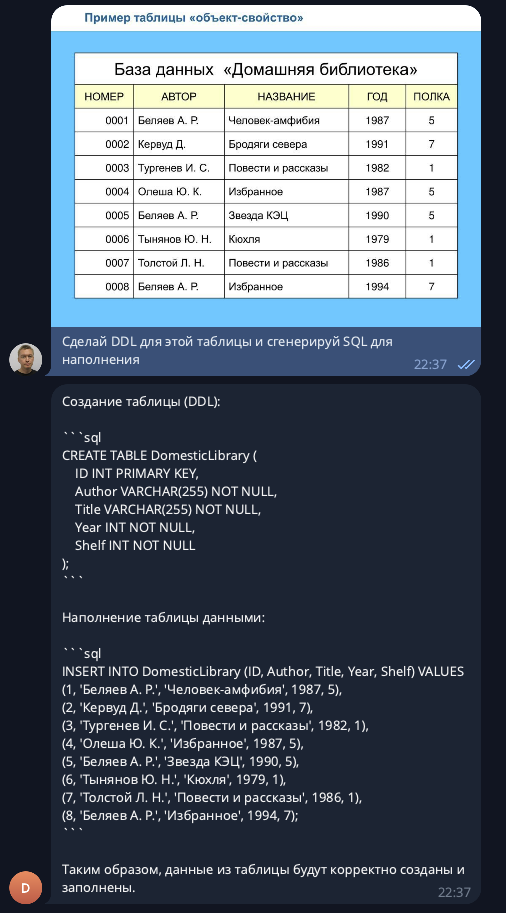 Пример таблицы «объект-свойство»
База данных «Домашняя библиотека»
НОМЕР АВТОР НАЗВАНИЕ ГОД ПОЛКА
0001 Беляев А. Р. Человек-амфибия 1987 5
0002 Кервуд Д. Бродяги севера 1991 7
0003 Тургенев И. С. Повести и рассказы 1982 1
0004 Олеша Ю. К. Избранное 1987 5
0005 Беляев А. Р. Звезда КЭЦ 1990 5
0006 Тынянов Ю. Н. Кюхля 1979 1
0007 Толстой Л. Н. Повести и рассказы 1986 1
0008 Беляев А. Р. Избранное 1994 7
Сделай DDL для этой таблицы и сгенерируй SQL для
наполнения
22:37
Создание таблицы (DDL):
```sql
CREATE TABLE DomesticLibrary (
    ID INT PRIMARY KEY,
    Author VARCHAR(255) NOT NULL,
    Title VARCHAR(255) NOT NULL,
    Year INT NOT NULL,
    Shelf INT NOT NULL
);
```
Наполнение таблицы данными:
```sql
INSERT INTO DomesticLibrary (ID, Author, Title, Year, Shelf) VALUES
(1, 'Беляев А. Р.', 'Человек-амфибия', 1987, 5),
(2, 'Кервуд Д.', 'Бродяги севера', 1991, 7),
(3, 'Тургенев И. С.', 'Повести и рассказы', 1982, 1),
(4, 'Олеша Ю. К.', 'Избранное', 1987, 5),
(5, 'Беляев А. Р.', 'Звезда КЭЦ', 1990, 5),
(6, 'Тынянов Ю. Н.', 'Кюхля', 1979, 1),
(7, 'Толстой Л. Н.', 'Повести и рассказы', 1986, 1),
(8, 'Беляев А. Р.', 'Избранное', 1994, 7);
```
Таким образом, данные из таблицы будут корректно созданы и
заполнены.
D
22:37